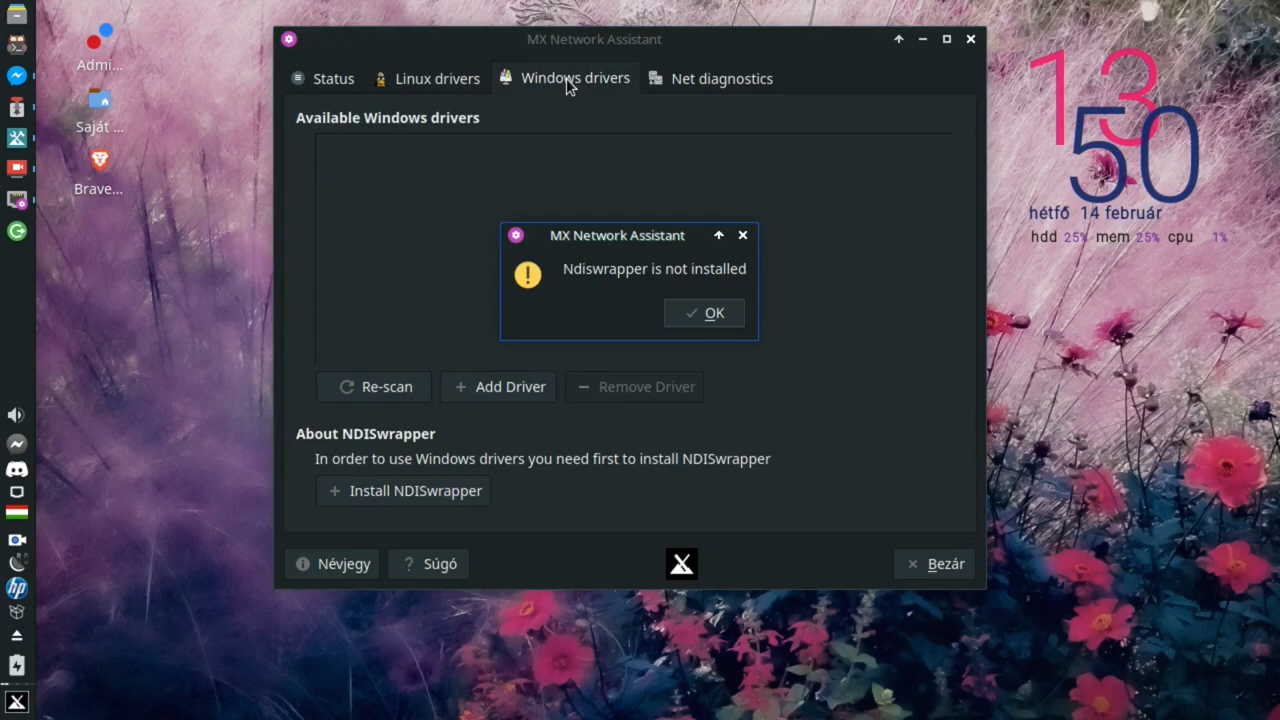 Admi...
Saját ...
Brave...
MX Network Assistant
Status
Linux drivers
Windows drivers
Net diagnostics
Available Windows drivers
MX Network Assistant
Ndiswrapper is not installed
OK
Re-scan
Add Driver
Remove Driver
About NDISwrapper
In order to use Windows drivers you need first to install NDISwrapper
Install NDISwrapper
Névjegy
Súgó
Bezár
13
50
hétfő 14 február
hdd 25% mem 25% cpu 1%
hp